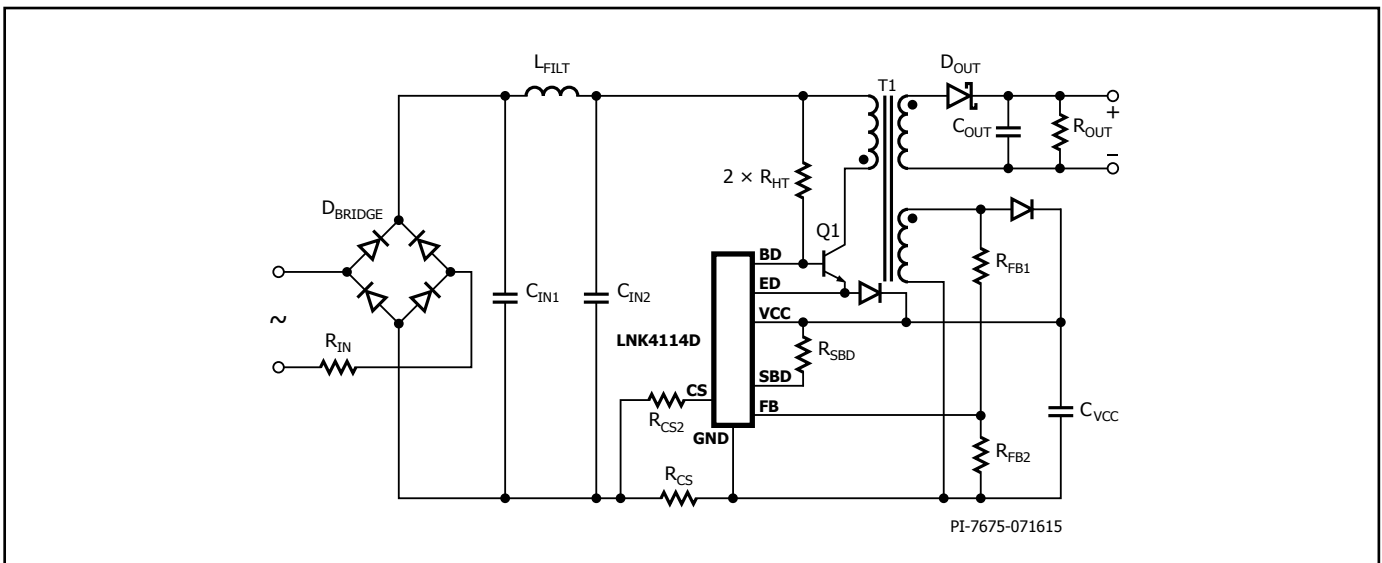 L_FILT
D_OUT
T1
C_OUT
R_OUT
+
−
2 × R_HT
D_BRIDGE
Q1
BD
R_FB1
ED
C_IN1
C_IN2
VCC
~
LNK4114D
R_SBD
R_IN
SBD
CS
FB
C_VCC
R_CS2
GND
R_FB2
R_CS
PI-7675-071615